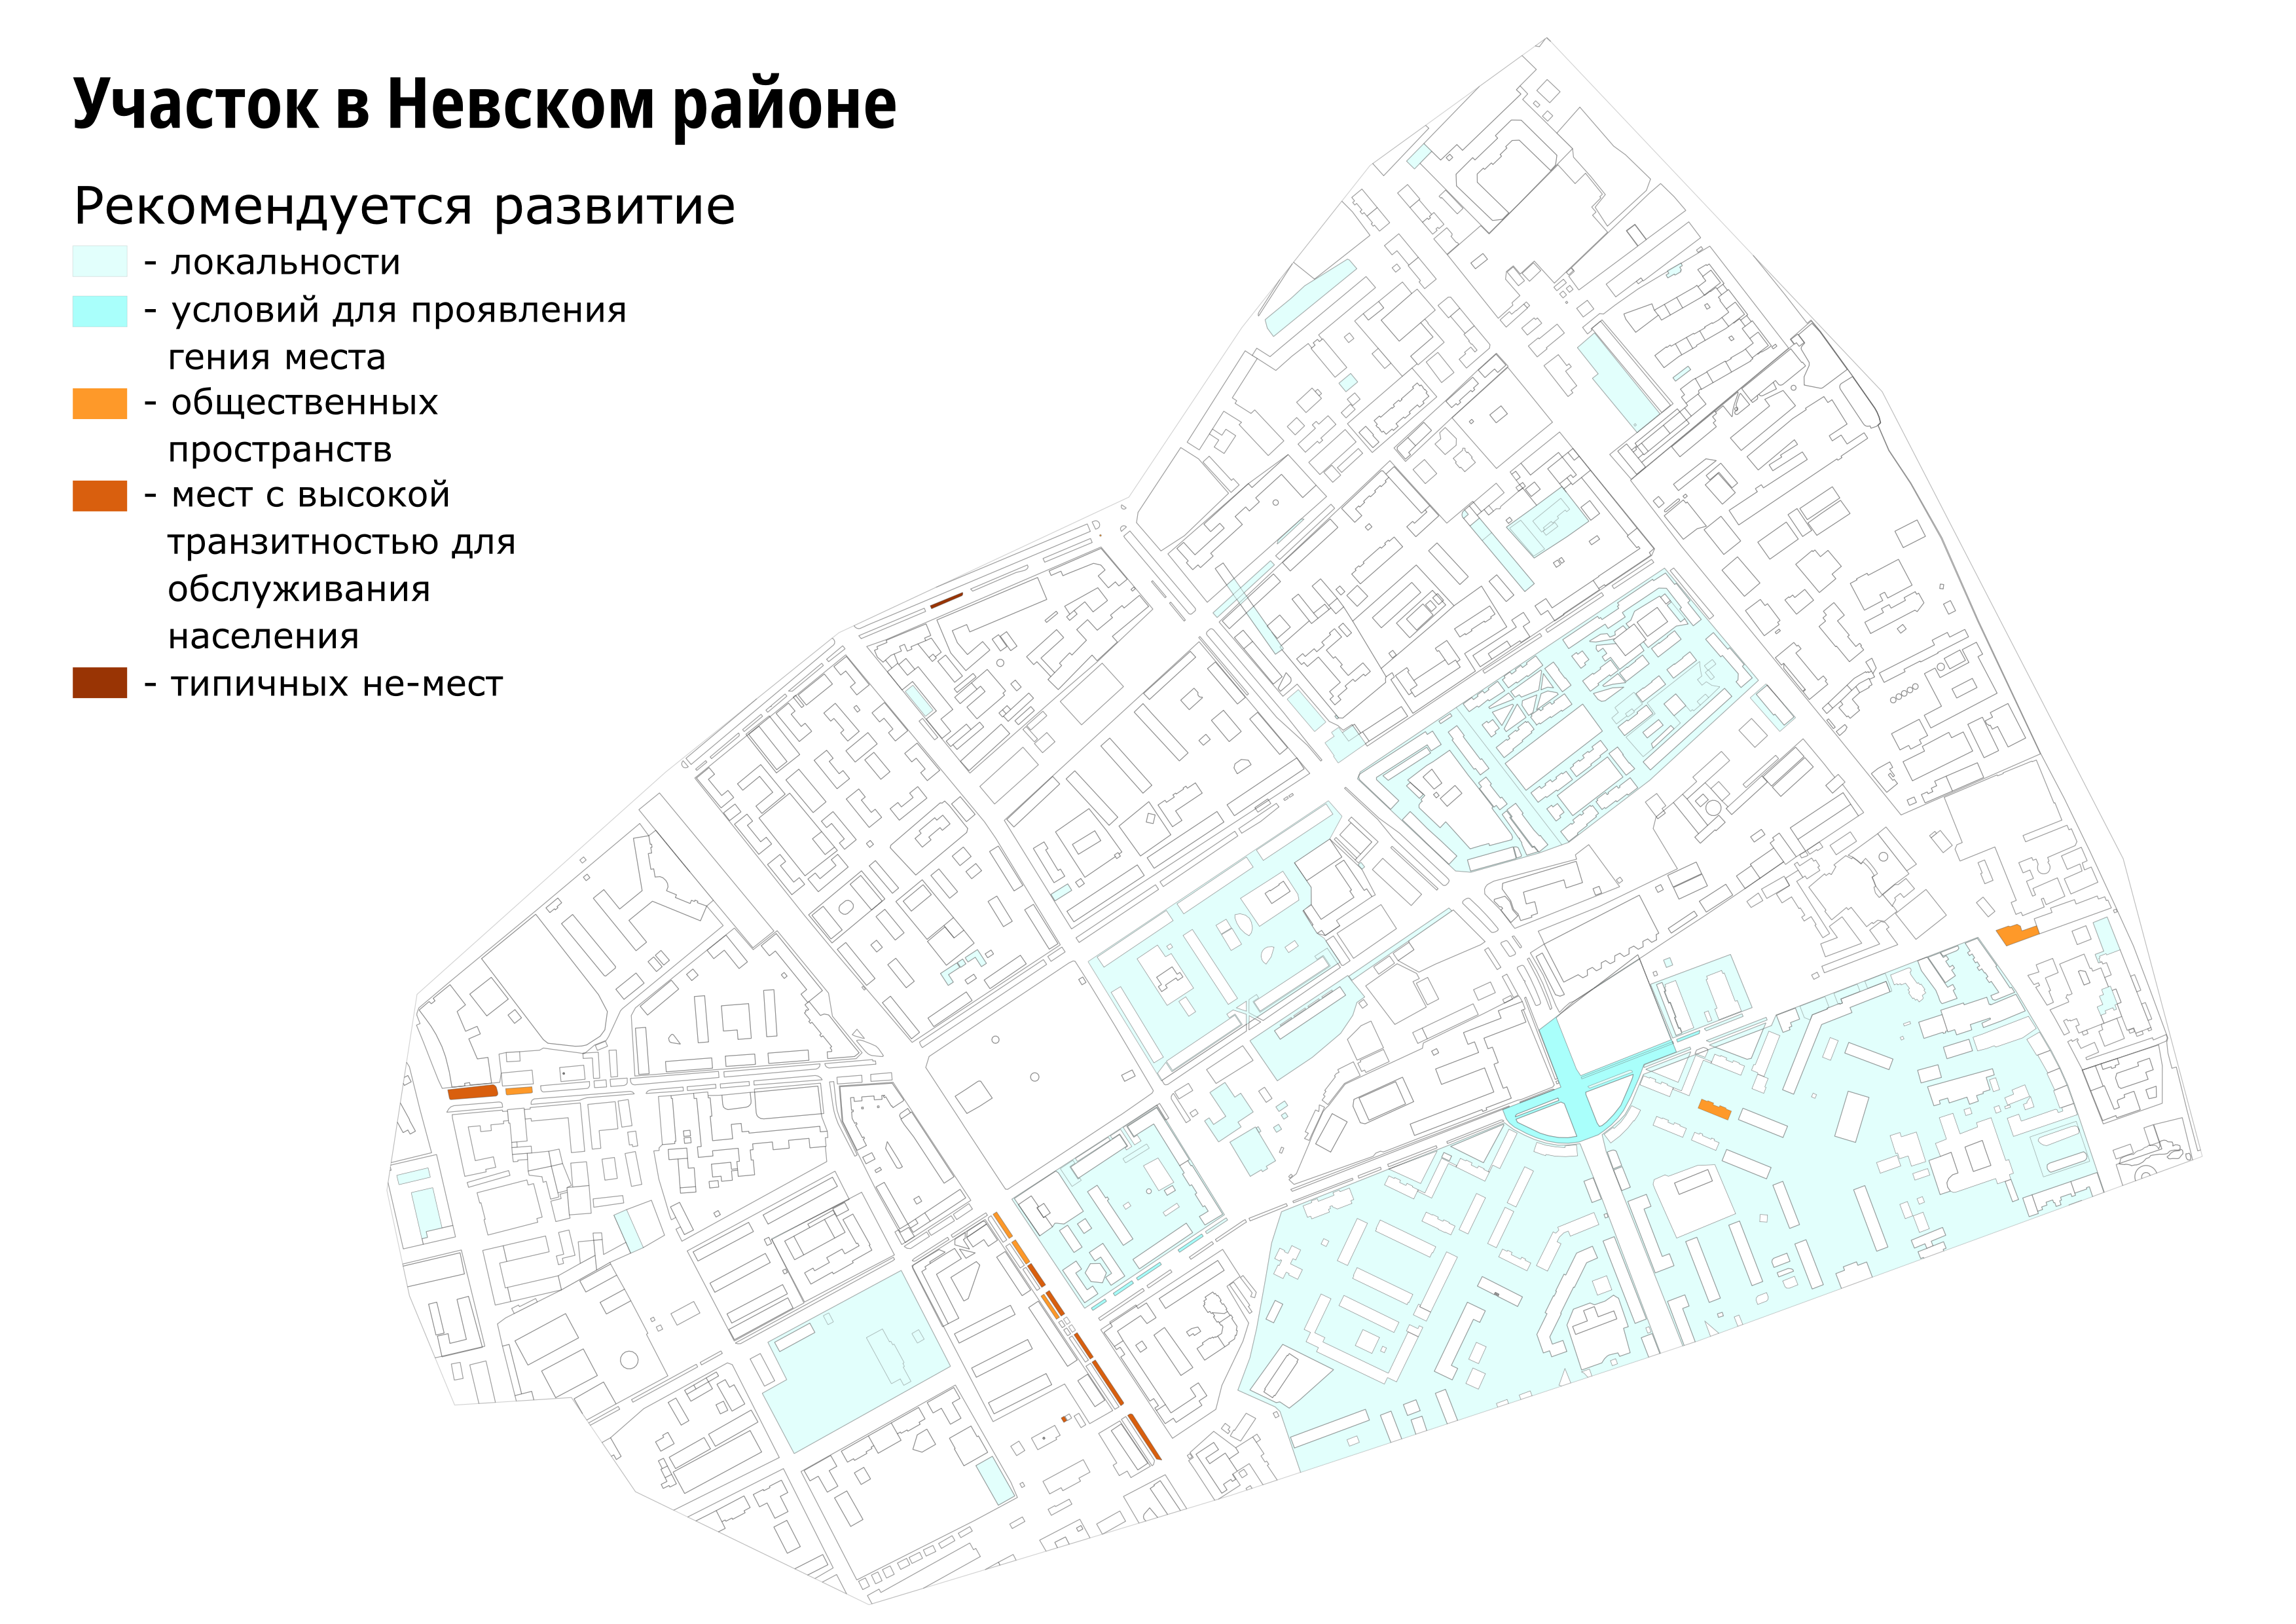 Участок в Невском районе
Рекомендуется развитие
- локальности
- условий для проявления
гения места
- общественных
пространств
- мест с высокой
транзитностью для
обслуживания
населения
- типичных не-мест